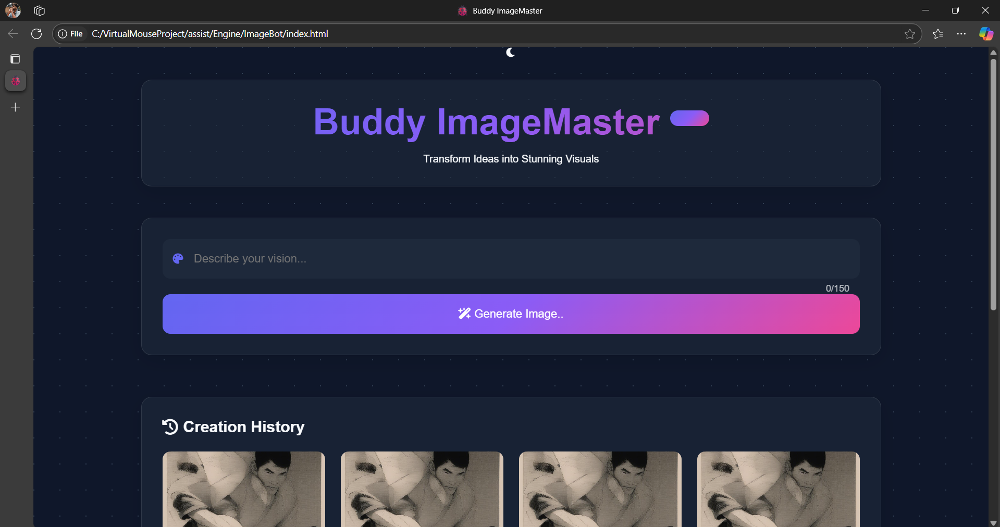 Buddy ImageMaster
File C:/VirtualMouseProject/assist/Engine/ImageBot/index.html
Buddy ImageMaster
Transform Ideas into Stunning Visuals
Describe your vision...
0/150
Generate Image..
Creation History